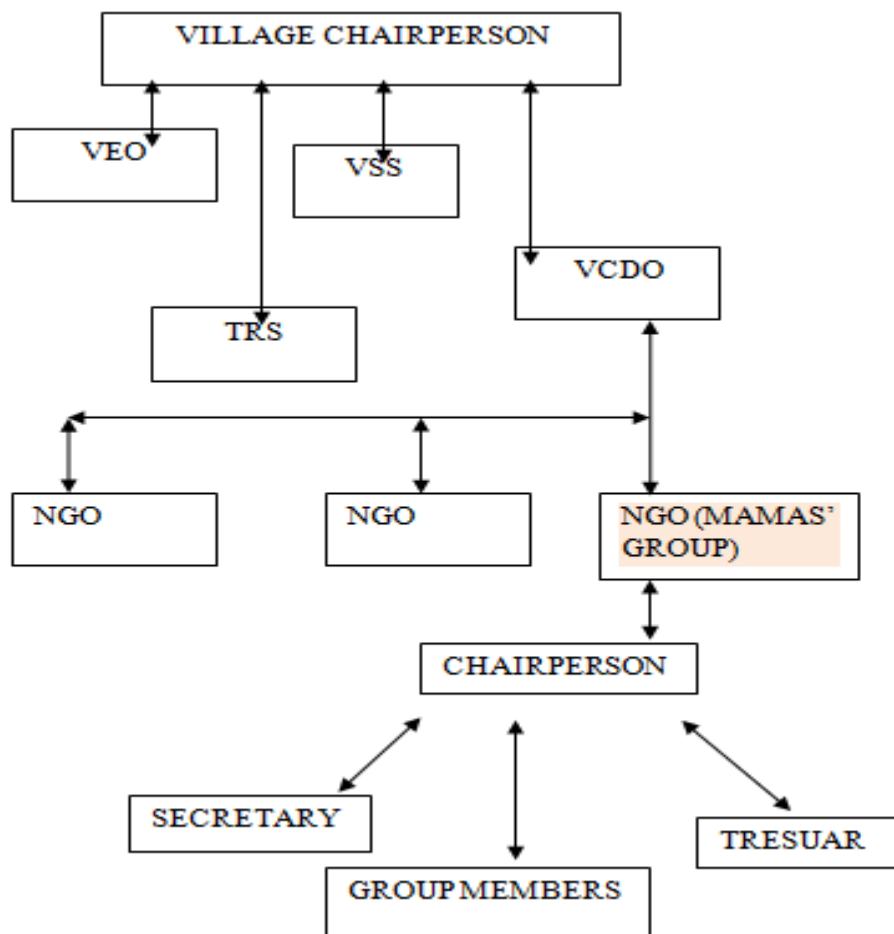 VILLAGE CHAIRPERSON
VEO
VSS
VCDO
TRS
NGO
NGO
NGO (MAMAS’
GROUP)
CHAIRPERSON
SECRETARY
TRESUAR
GROUP MEMBERS